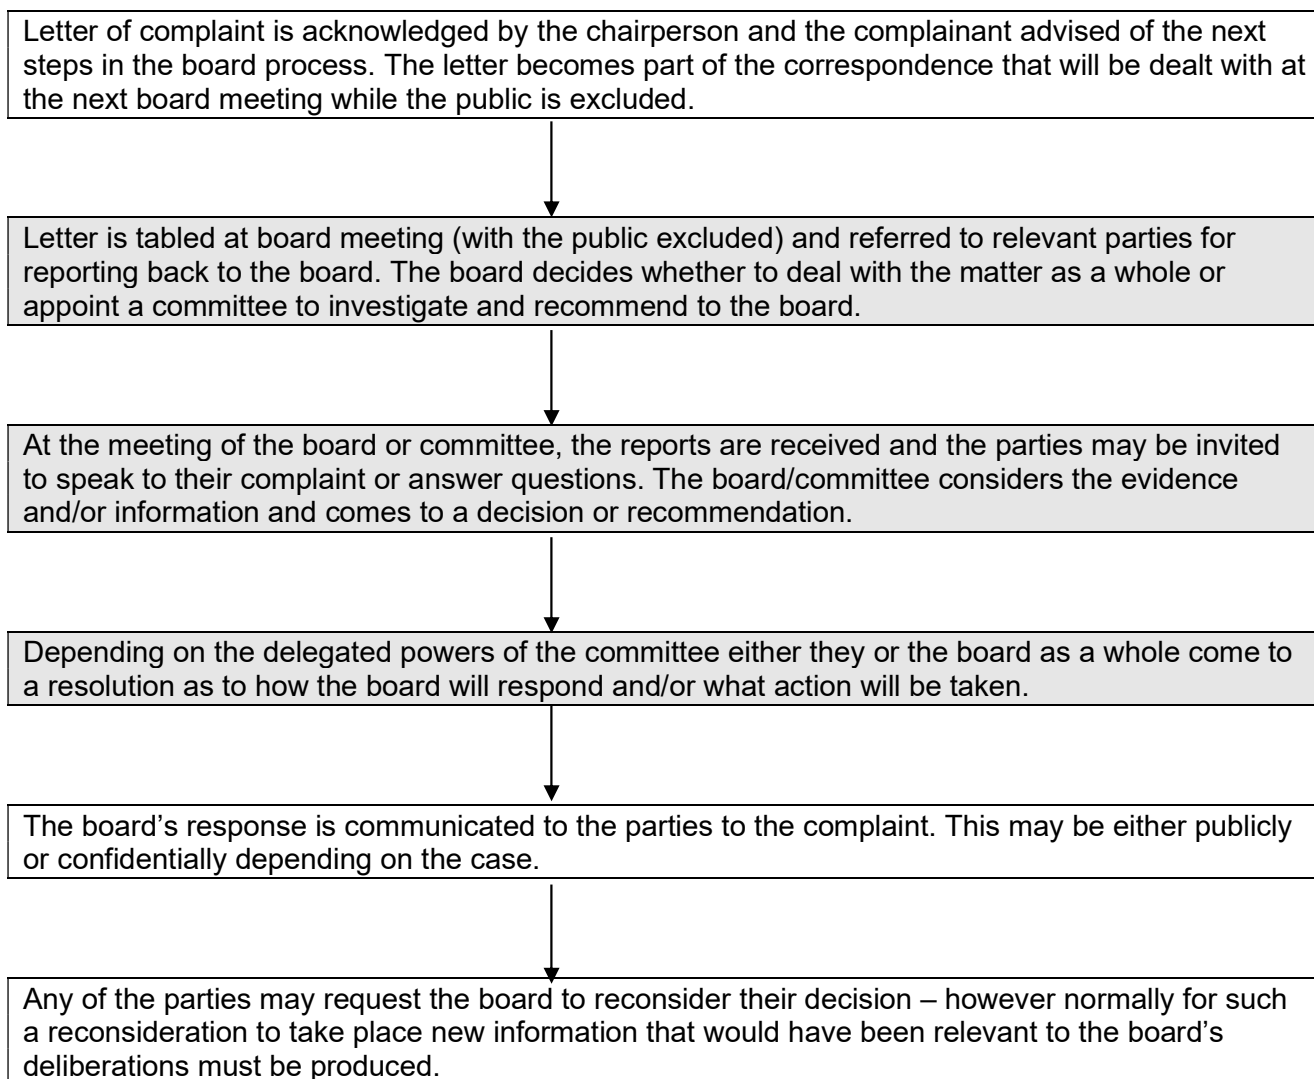 Letter of complaint is acknowledged by the chairperson and the complainant advised of the next
steps in the board process. The letter becomes part of the correspondence that will be dealt with at
the next board meeting while the public is excluded.
Letter is tabled at board meeting (with the public excluded) and referred to relevant parties for
reporting back to the board. The board decides whether to deal with the matter as a whole or
appoint a committee to investigate and recommend to the board.
At the meeting of the board or committee, the reports are received and the parties may be invited
to speak to their complaint or answer questions. The board/committee considers the evidence
and/or information and comes to a decision or recommendation.
Depending on the delegated powers of the committee either they or the board as a whole come to
a resolution as to how the board will respond and/or what action will be taken.
The board’s response is communicated to the parties to the complaint. This may be either publicly
or confidentially depending on the case.
Any of the parties may request the board to reconsider their decision – however normally for such
a reconsideration to take place new information that would have been relevant to the board’s
deliberations must be produced.